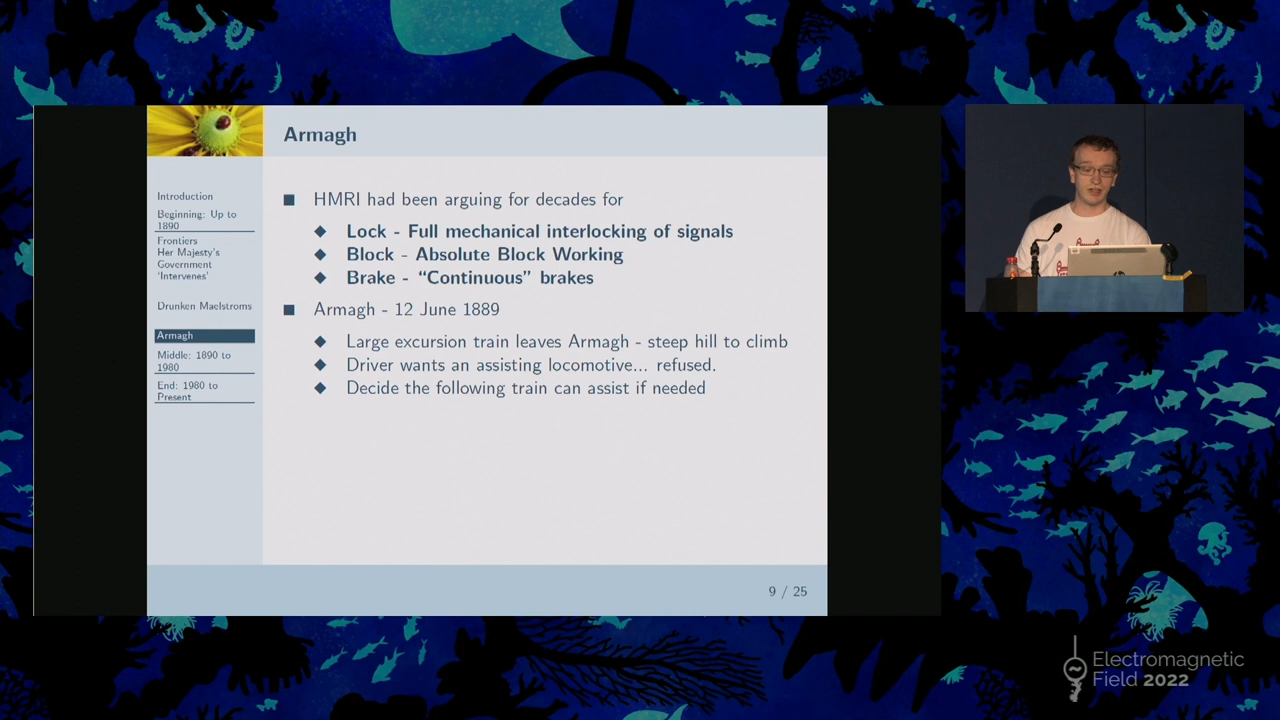 Armagh
Introduction
Beginning: Up to
1890
Frontiers
Her Majesty's
Government
'Intervenes'
Drunken Maelstroms
Armagh
Middle: 1890 to
1980
End: 1980 to
Present
HMRI had been arguing for decades for
Lock - Full mechanical interlocking of signals
Block - Absolute Block Working
Brake - “Continuous” brakes
Armagh - 12 June 1889
Large excursion train leaves Armagh - steep hill to climb
Driver wants an assisting locomotive... refused.
Decide the following train can assist if needed
9 / 25
Electromagnetic
Field 2022